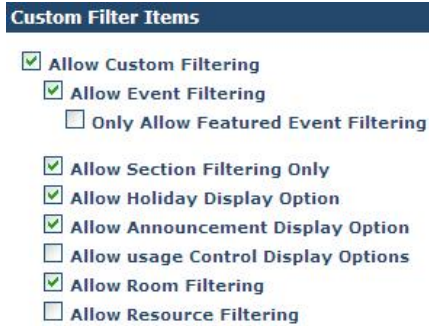 Custom Filter Items
Allow Custom Filtering
Allow Event Filtering
Only Allow Featured Event Filtering
Allow Section Filtering Only
Allow Holiday Display Option
Allow Announcement Display Option
Allow usage Control Display Options
Allow Room Filtering
Allow Resource Filtering